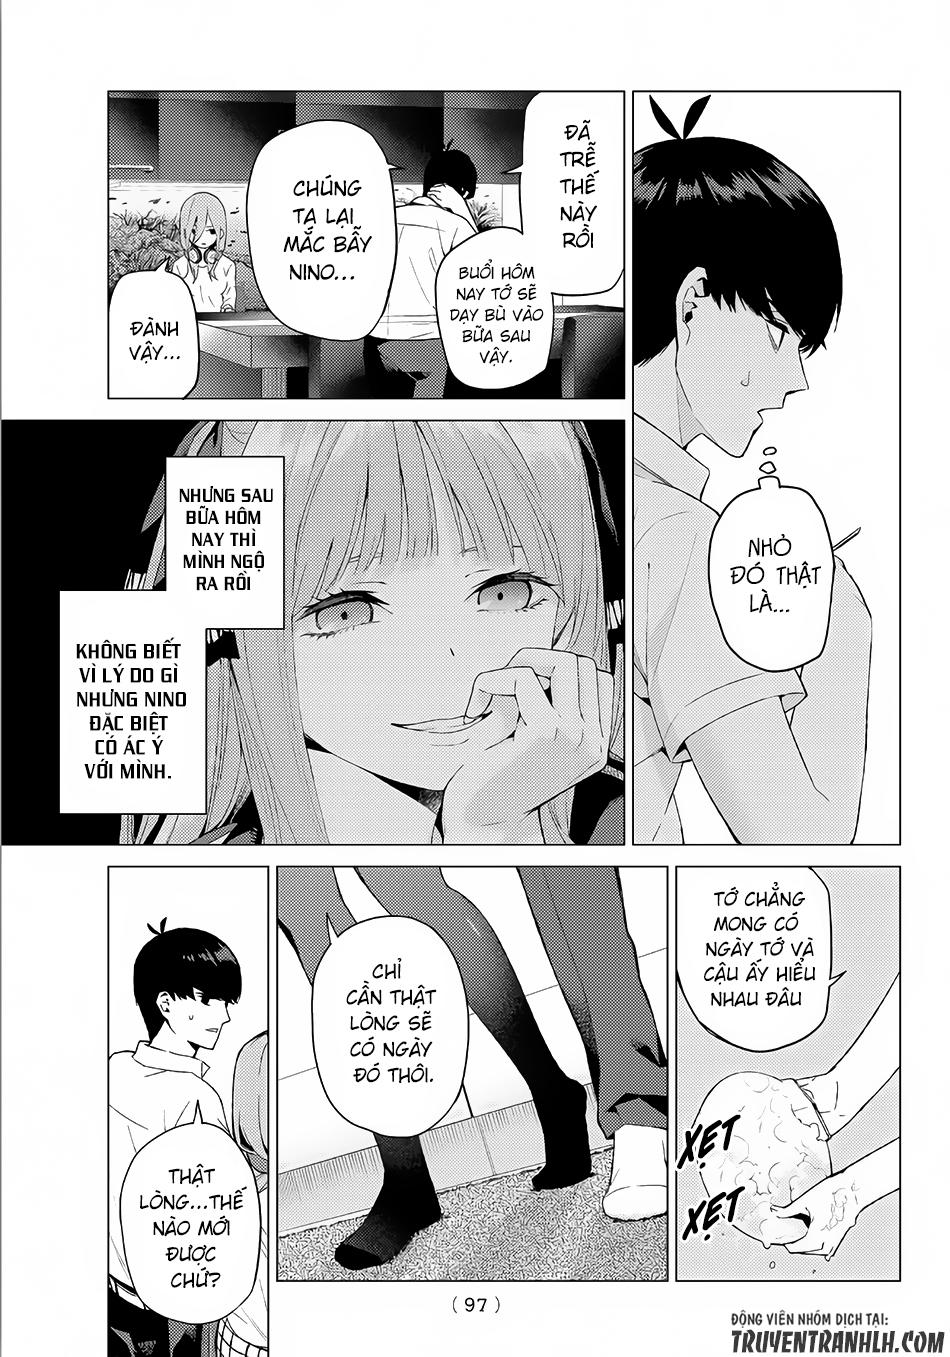 ĐÃ
TRỄ
THẾ
NÀY
RỒI
BUỔI HÔM
NAY TỚ SẼ
DẠY BÙ VÀO
BỮA SAU
VẬY.
CHÚNG
TA LẠI
MẮC BẪY
NINO...
ĐÀNH
VẬY...
NHỎ
ĐÓ THẬT
LÀ...
NHƯNG SAU
BỮA HÔM
NAY THÌ
MÌNH NGỘ
RA RỒI
KHÔNG BIẾT
VÌ LÝ DO GÌ
NHƯNG NINO
ĐẶC BIỆT
CÓ ÁC Ý
VỚI MÌNH.
TỚ CHẲNG
MONG CÓ
NGÀY TỚ VÀ
CẬU ẤY HIỂU
NHAU ĐÂU
XẸT
XẸT
CHỈ
CẦN THẬT
LÒNG SẼ
CÓ NGÀY
ĐÓ THÔI.
THẬT
LÒNG...THẾ
NÀO MỚI
ĐƯỢC
CHỨ?
( 97 )
ĐỘNG VIÊN NHÓM DỊCH TẠI:
TRUYENTRANHLH.COM